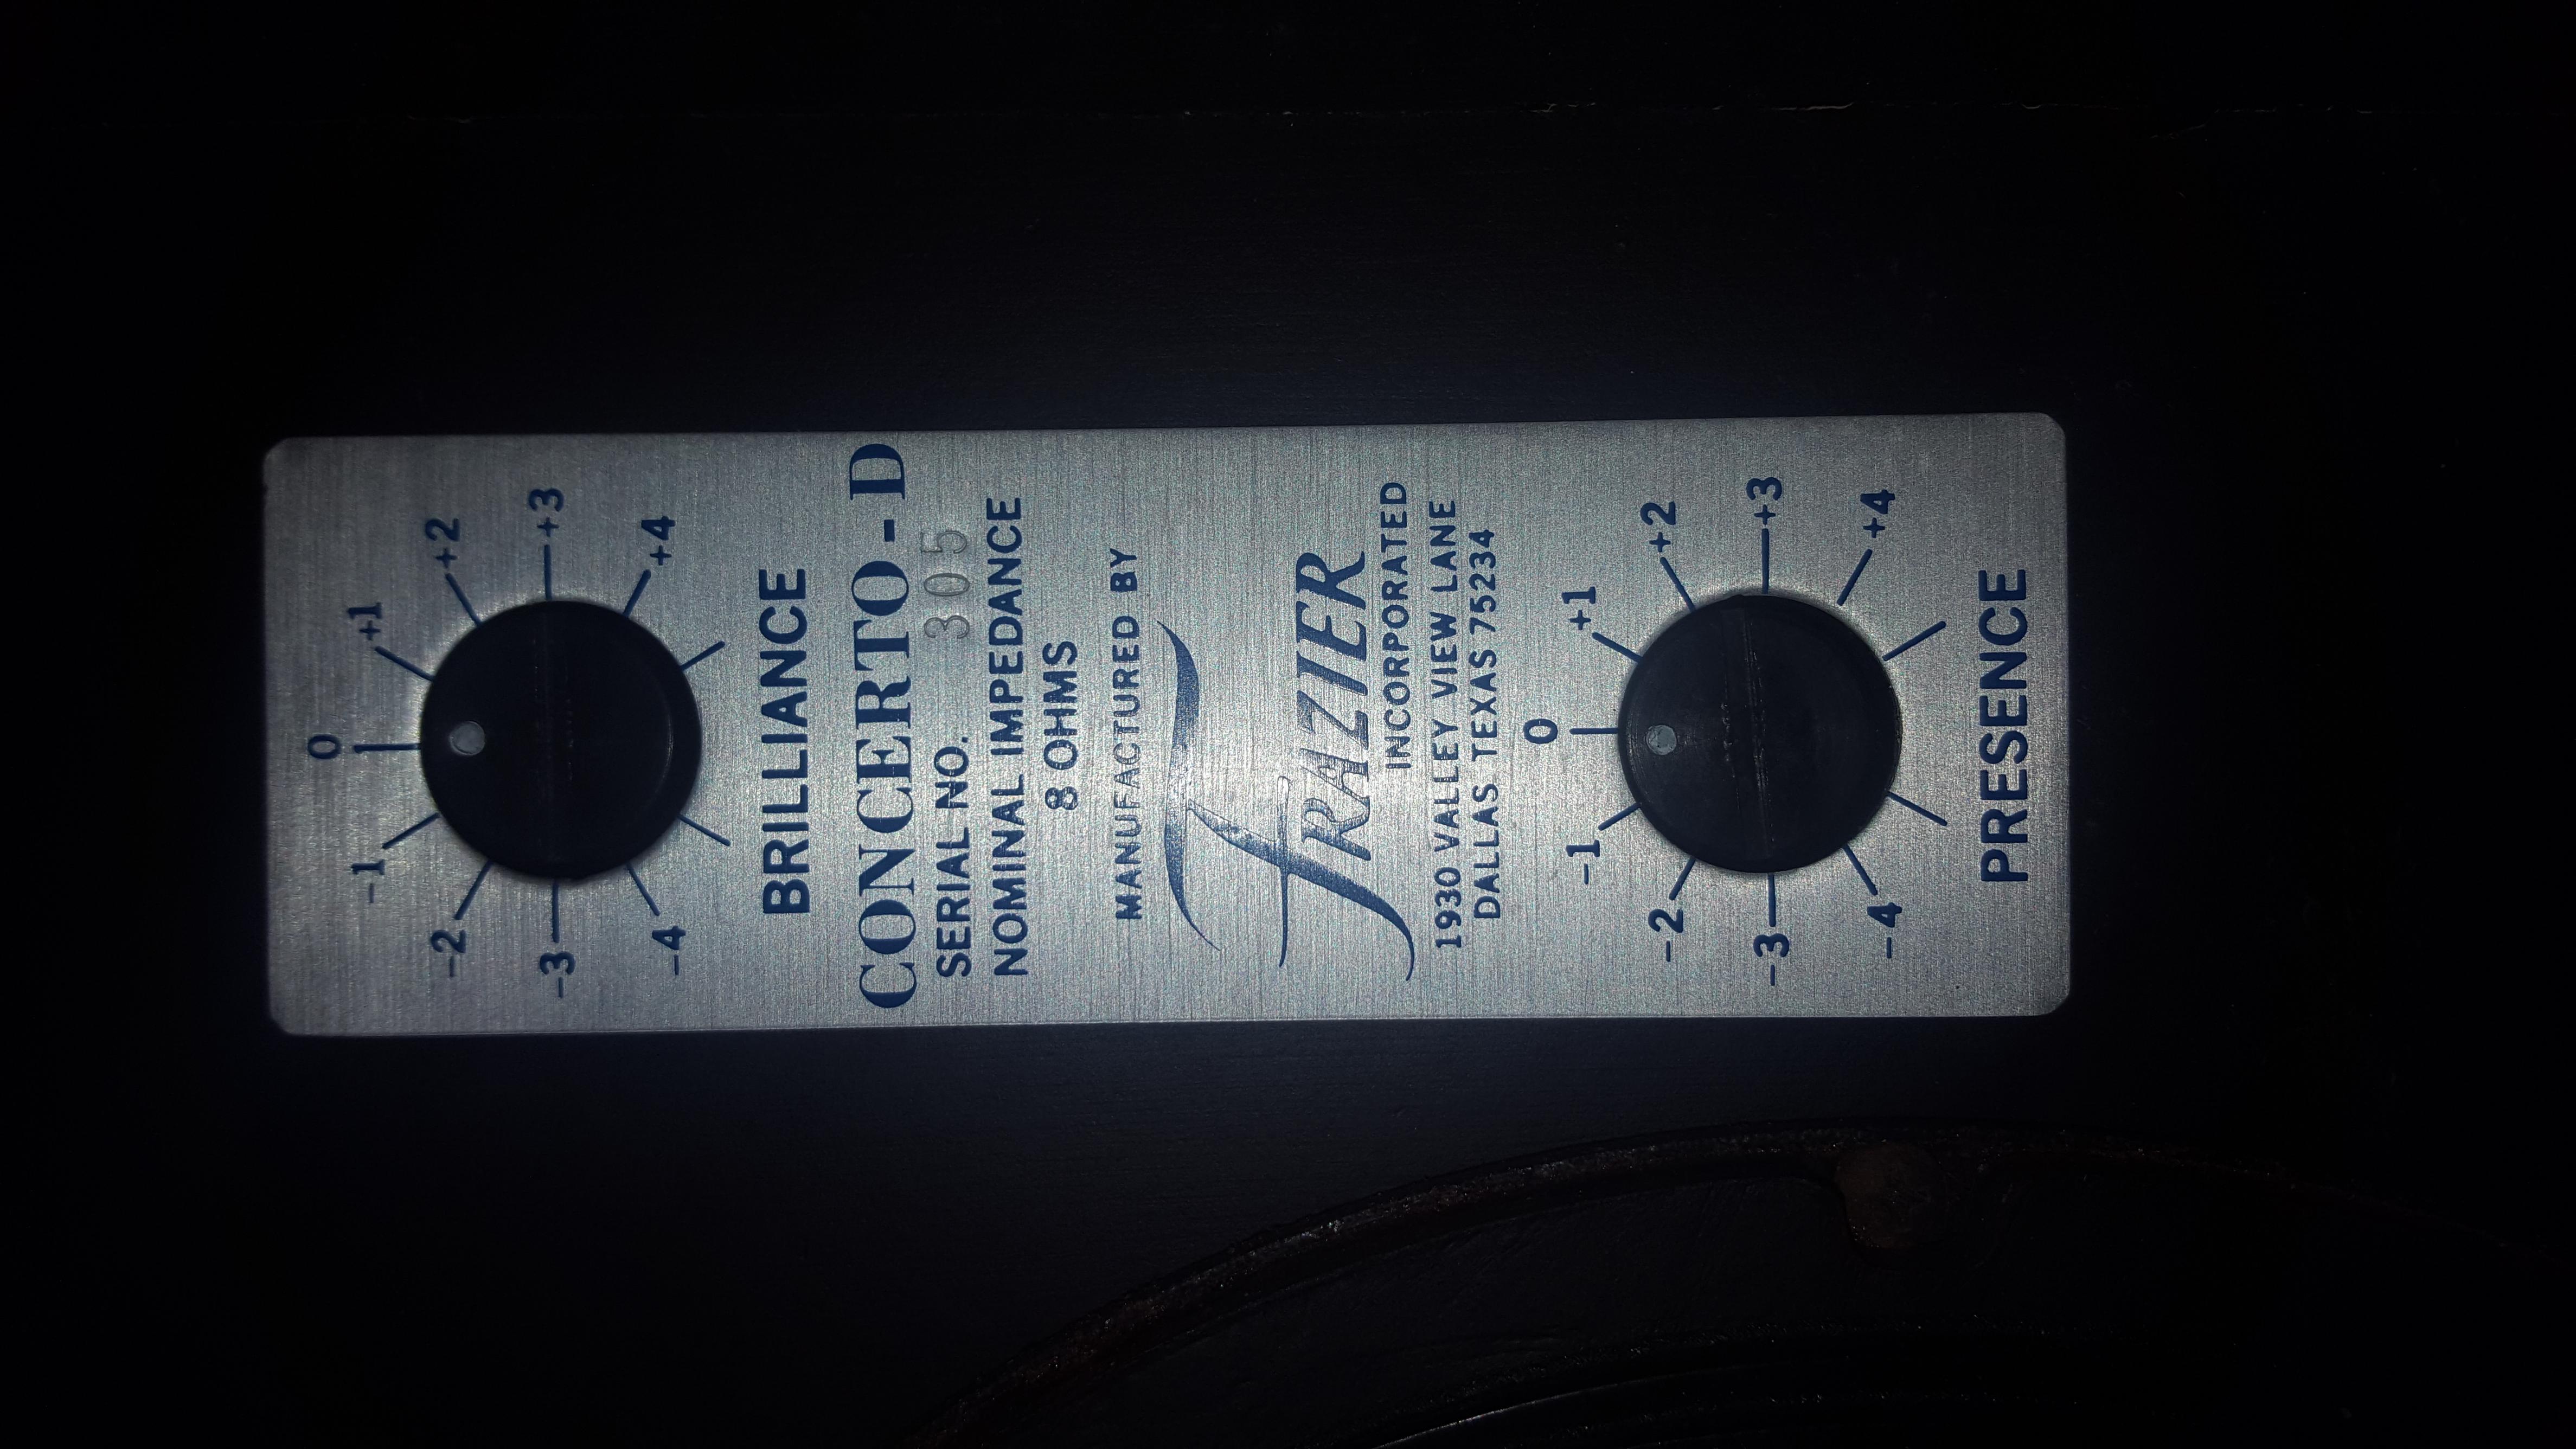 0
-1 +1
-2 +2
-3 +3
-4 +4
BRILLIANCE
CONCERTO-D
SERIAL NO. 305
NOMINAL IMPEDANCE
8 OHMS
MANUFACTURED BY
FRAZIER
INCORPORATED
1930 VALLEY VIEW LANE
DALLAS TEXAS 75234
0
-1 +1
-2 +2
-3 +3
-4 +4
PRESENCE